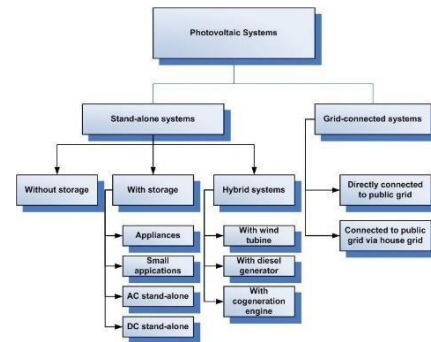 Photovoltaic Systems
Stand-alone systems
Grid-connected systems
Without storage
With storage
Hybrid systems
Directly connected
to public grid
Appliances
With wind
tubine
Connected to public
grid via house grid
Small
appications
With diesel
generator
AC stand-alone
With
cogeneration
engine
DC stand-alone